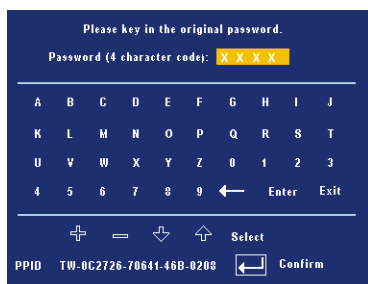 Please key in the original password.
Password (4 character code): X X X X
A B C D E F G H I J
K L M N O P Q R S T
U V W X Y Z 0 1 2 3
4 5 6 7 8 9 ← Enter Exit
Select
PPID TW-0C2726-70641-46B-0208 Confirm